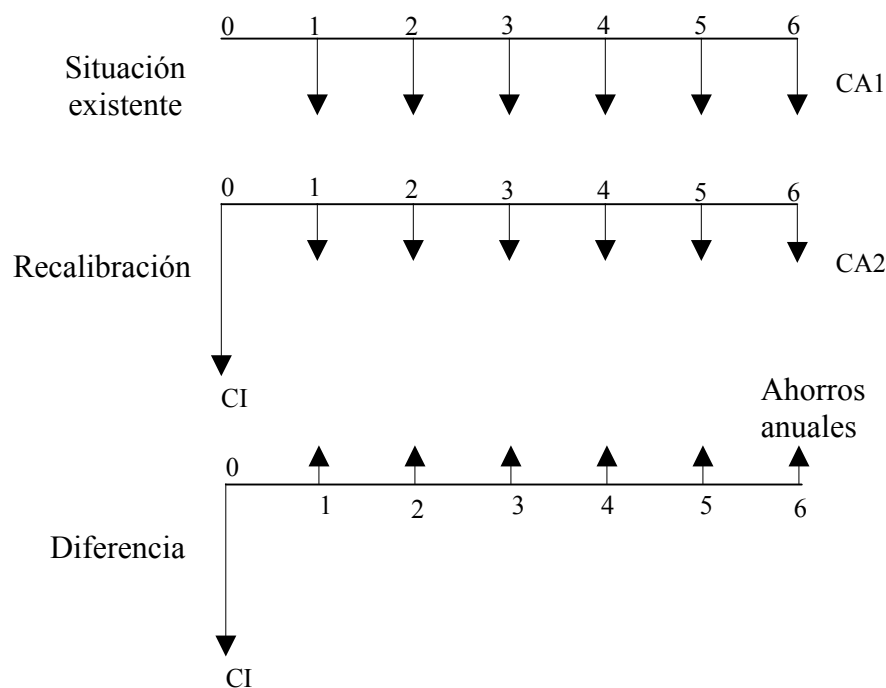 0 1 2 3 4 5 6
Situación
existente
CA1
0 1 2 3 4 5 6
Recalibración
CA2
CI
Ahorros
anuales
0
1 2 3 4 5 6
Diferencia
CI